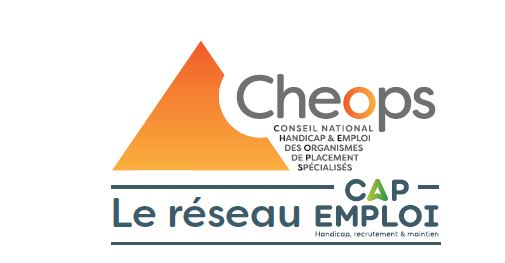 Cheops
CONSEIL NATIONAL
HANDICAP & EMPLOI
DES ORGANISMES
DE PLACEMENT
SPÉCIALISÉS
Le réseau CAP EMPLOI
Handicap, recrutement & maintien